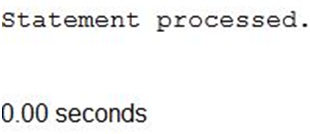 Statement processed.
0.00 seconds